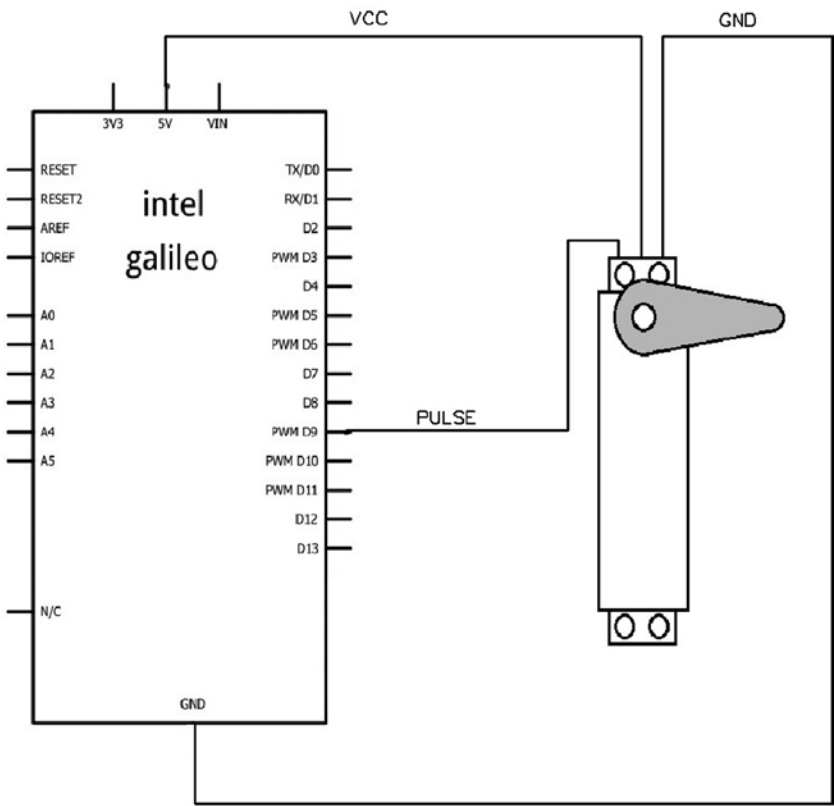 VCC
GND
3V3
5V
VIN
RESET
RESET2
AREF
IOREF
A0
A1
A2
A3
A4
A5
N/C
intel
galileo
TX/D0
RX/D1
D2
PWM D3
D4
PWM D5
PWM D6
D7
D8
PWM D9
PWM D10
PWM D11
D12
D13
PULSE
GND